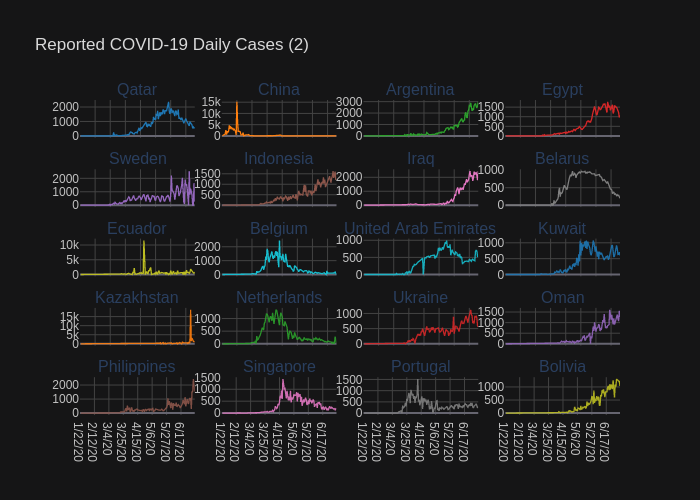 Reported COVID-19 Daily Cases (2)
Qatar China Argentina Egypt
2000 1000 0
15k 10k 5k 0
3000 2000 1000 0
1500 1000 500 0
Sweden Indonesia Iraq Belarus
2000 1000 0
1500 1000 500 0
2000 1000 0
1000 500 0
Ecuador Belgium United Arab Emirates Kuwait
10k 5k 0
2000 1000 0
1000 500 0
1000 500 0
Kazakhstan Netherlands Ukraine Oman
15k 10k 5k 0
1000 500 0
1000 500 0
1500 1000 500 0
Philippines Singapore Portugal Bolivia
2000 1000 0
1000 500 0
1500 1000 500 0
1000 500 0
1/22/20 2/12/20 3/4/20 3/25/20 4/15/20 5/6/20 5/27/20 6/17/20
1/22/20 2/12/20 3/4/20 3/25/20 4/15/20 5/6/20 5/27/20 6/17/20
1/22/20 2/12/20 3/4/20 3/25/20 4/15/20 5/6/20 5/27/20 6/17/20
1/22/20 2/12/20 3/4/20 3/25/20 4/15/20 5/6/20 5/27/20 6/17/20